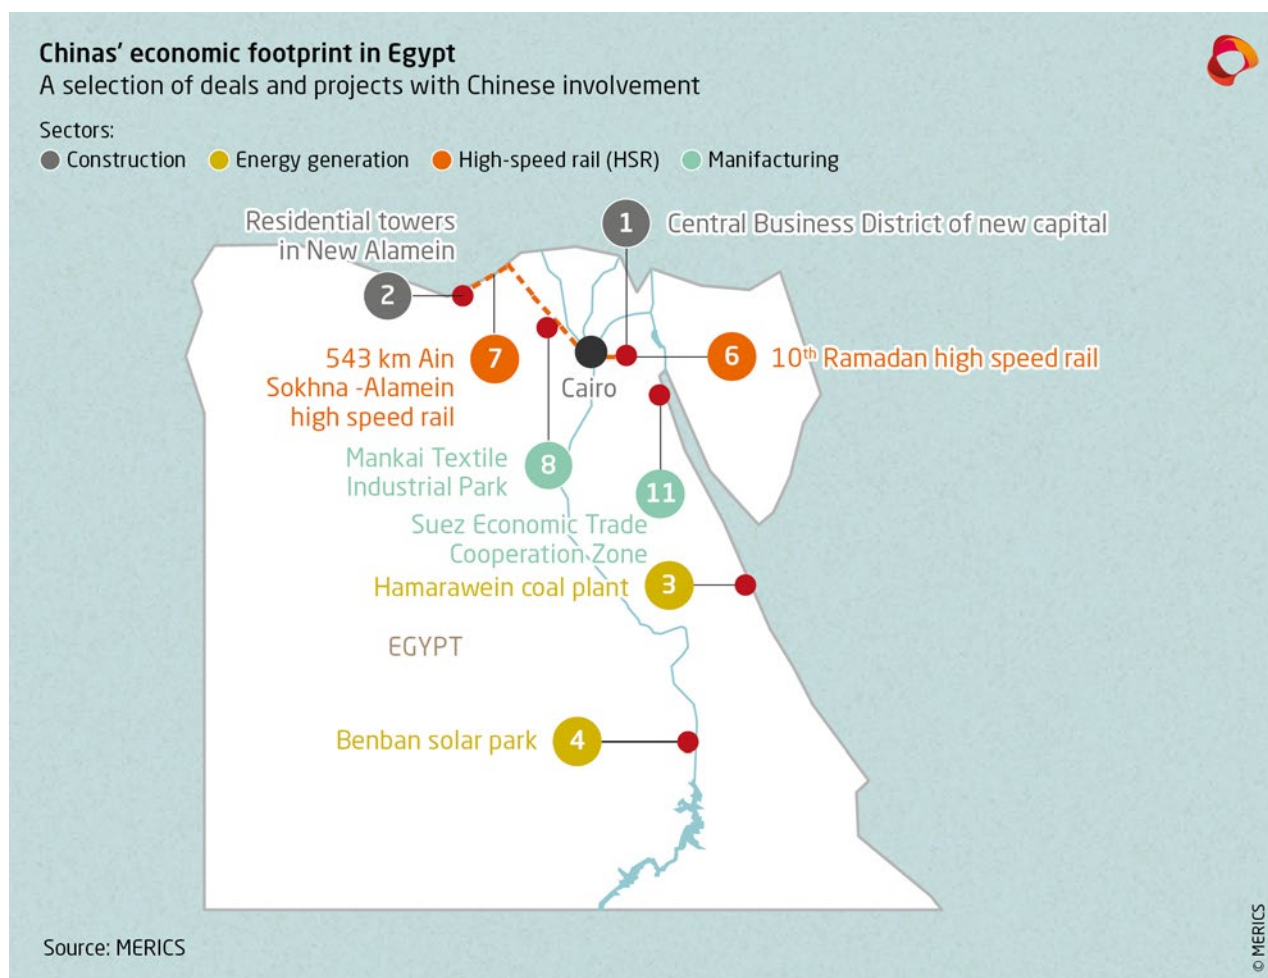 Chinas‘ economic footprint in Egypt
A selection of deals and projects with Chinese involvement
Sectors:
Construction Energy generation High-speed rail (HSR) Manifacturing
Residential towers
in New Alamein
1 Central Business District of new capital
2
543 km Ain
Sokhna -Alamein
high speed rail
7
Cairo
6 10th Ramadan high speed rail
Mankai Textile
Industrial Park
8
11
Suez Economic Trade
Cooperation Zone
Hamarawein coal plant 3
EGYPT
Benban solar park 4
Source: MERICS
© MERICS